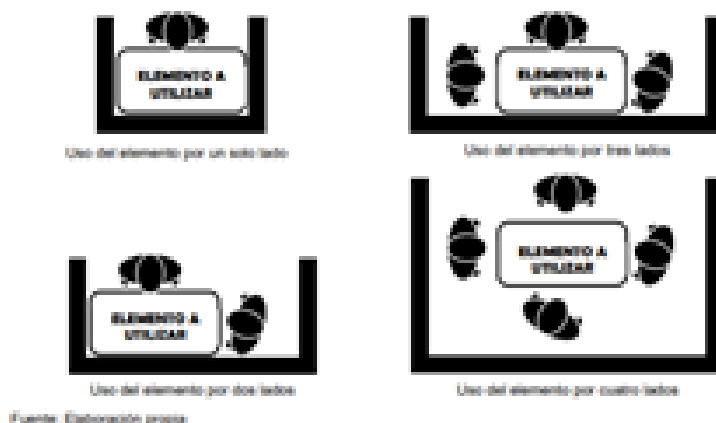 ELEMENTO A
UTILIZAR
Uso del elemento por un solo lado
ELEMENTO A
UTILIZAR
Uso del elemento por tres lados
ELEMENTO A
UTILIZAR
Uso del elemento por dos lados
ELEMENTO A
UTILIZAR
Uso del elemento por cuatro lados
Fuente: Elaboración propia